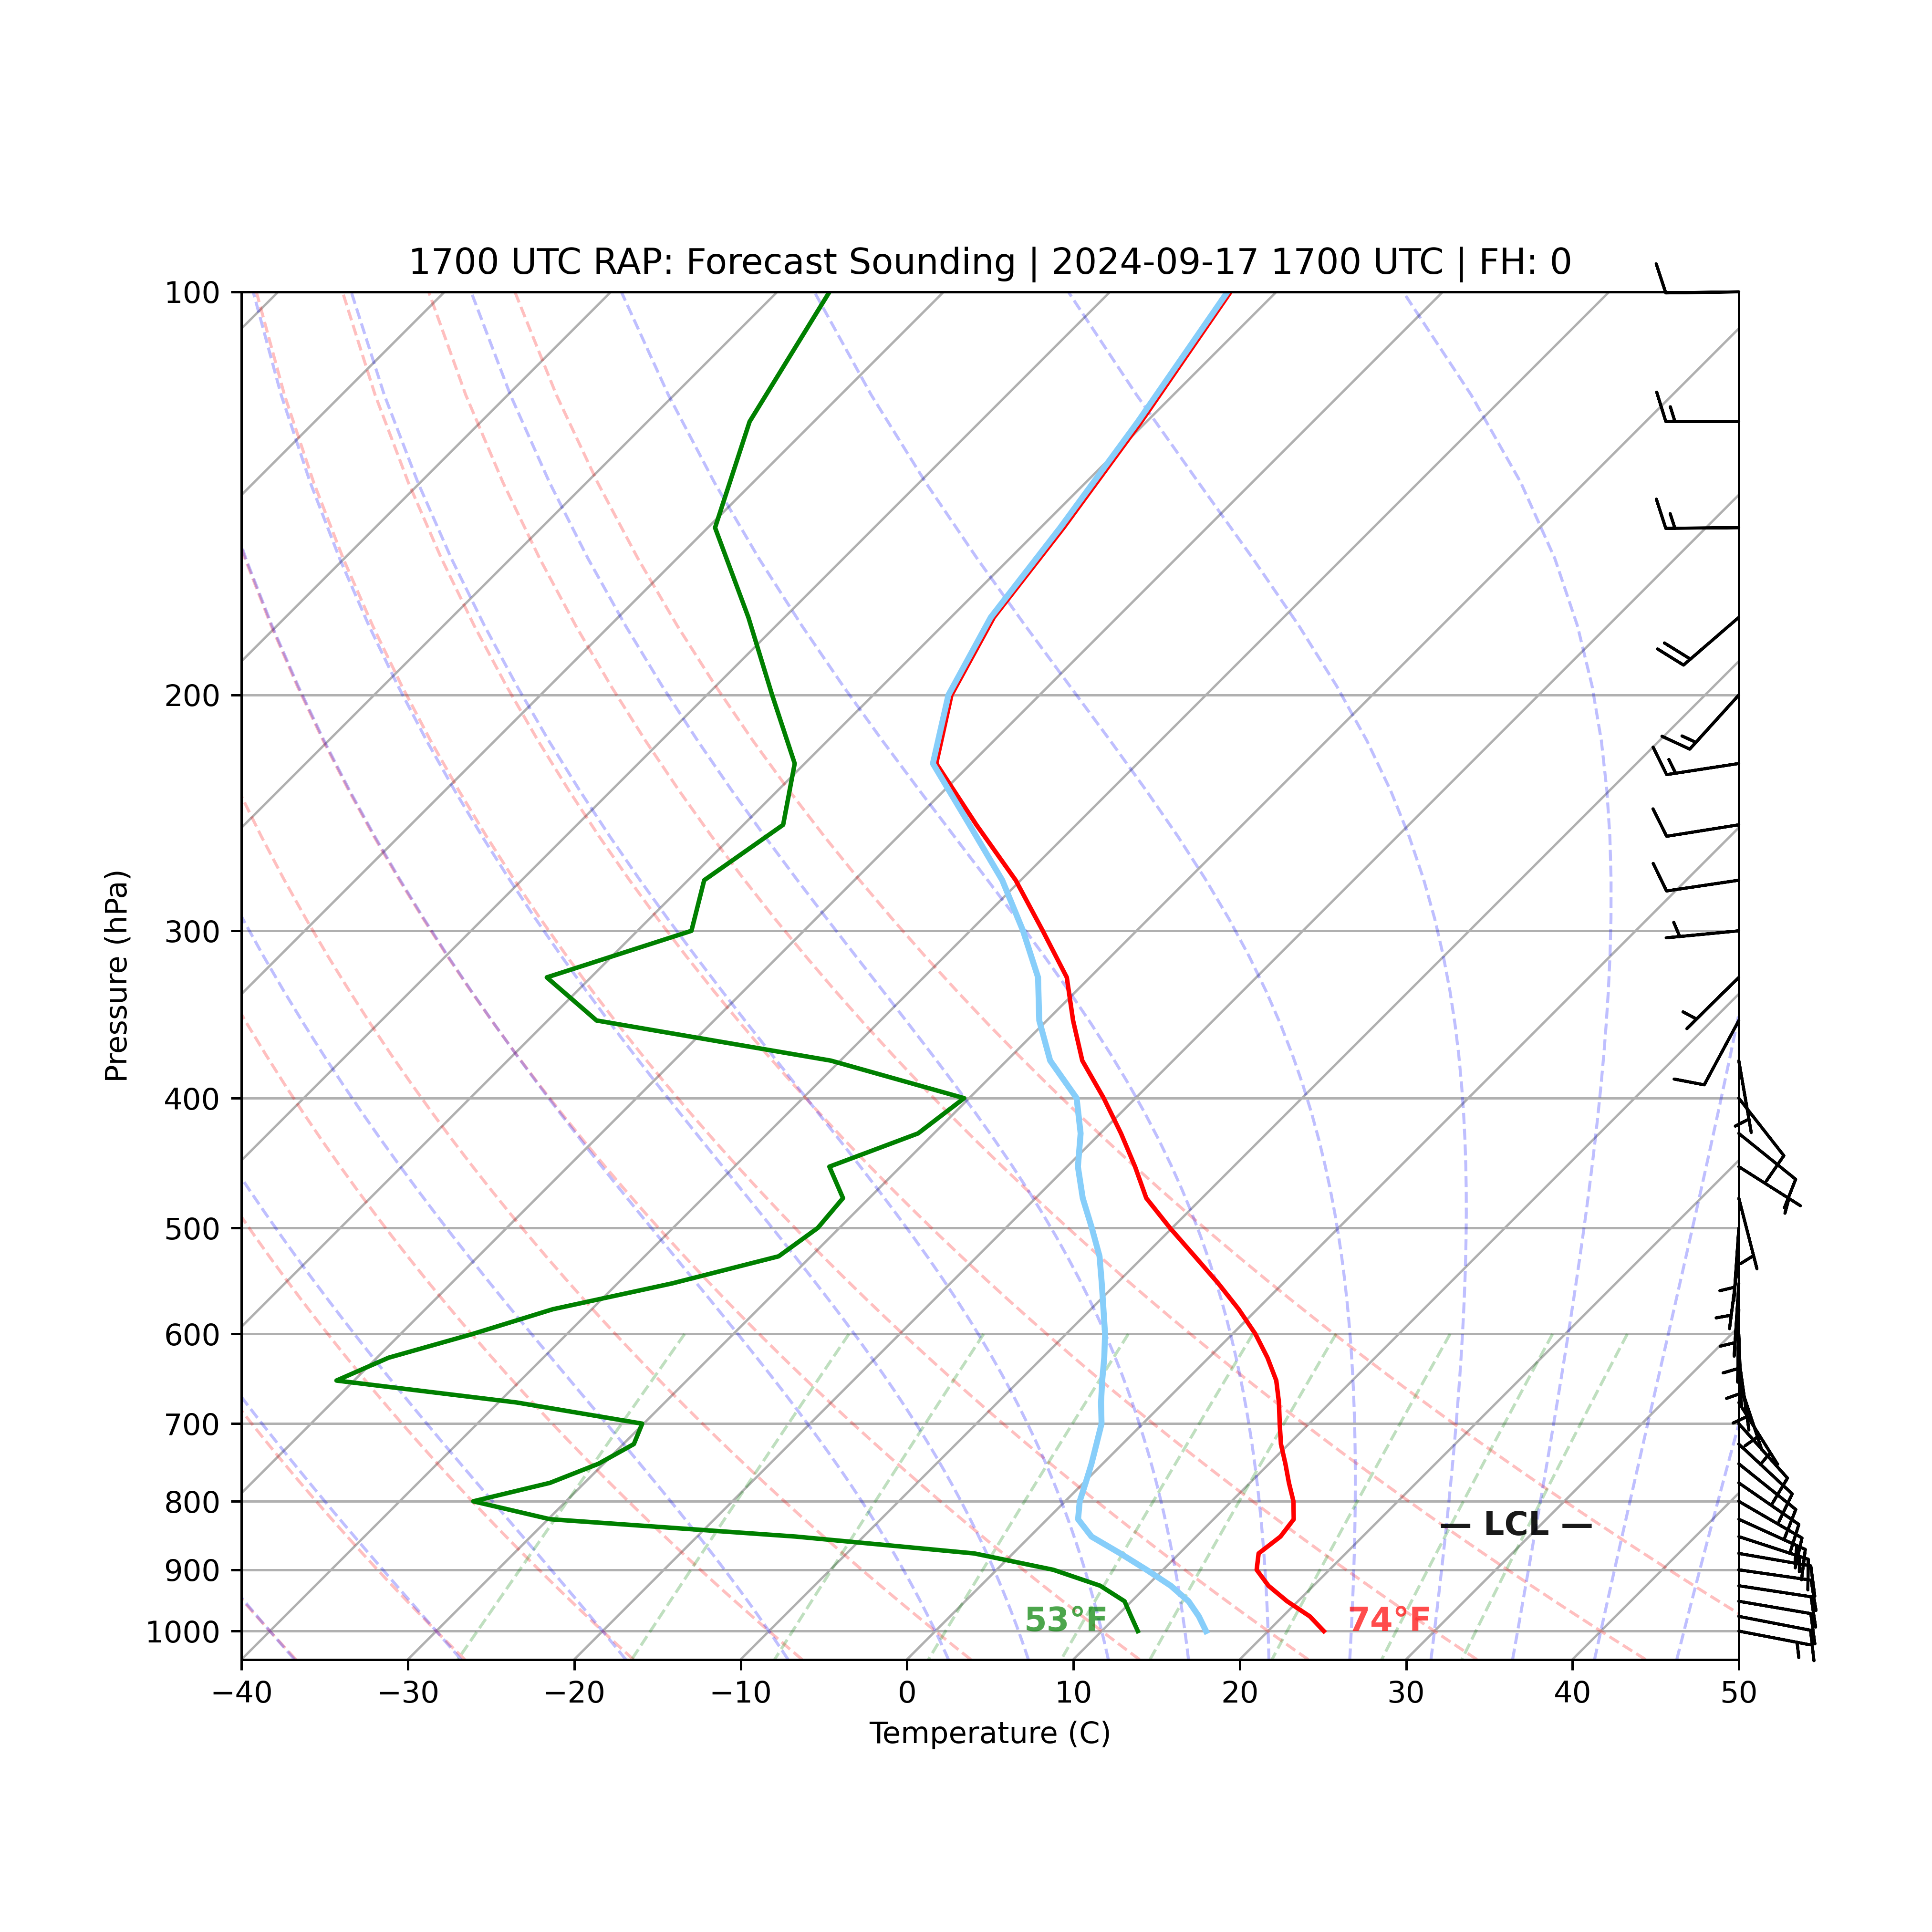 1700 UTC RAP: Forecast Sounding | 2024-09-17 1700 UTC | FH: 0
100
200
300
400
500
600
700
800
900
1000
Pressure (hPa)
— LCL —
53°F
74°F
−40 −30 −20 −10 0 10 20 30 40 50
Temperature (C)